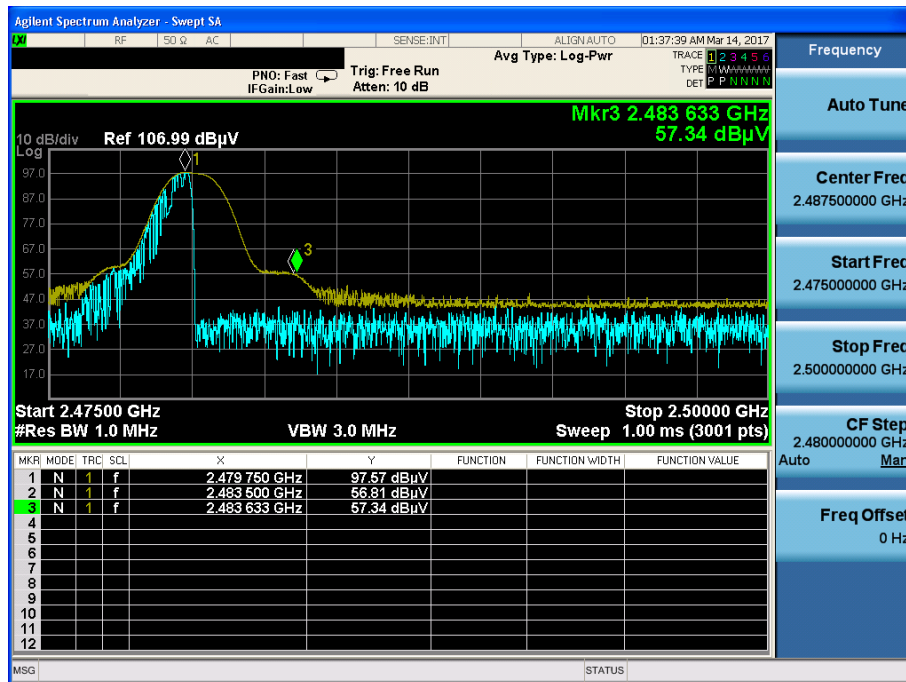 Agilent Spectrum Analyzer - Swept SA
LXI RF 50 Ω AC SENSE:INT ALIGN AUTO 01:37:39 AM Mar 14, 2017
Frequency
PNO: Fast
IFGain:Low
Trig: Free Run
Atten: 10 dB
Avg Type: Log-Pwr
TRACE 1 2 3 4 5 6
TYPE M W W W W W
DET P P N N N N
Auto Tune
Mkr3 2.483 633 GHz
57.34 dBµV
10 dB/div Ref 106.99 dBµV
Log
97.0
87.0
77.0
67.0
57.0
47.0
37.0
27.0
17.0
1
3
Center Freq
2.487500000 GHz
Start Freq
2.475000000 GHz
Stop Freq
2.500000000 GHz
Start 2.47500 GHz Stop 2.50000 GHz
#Res BW 1.0 MHz VBW 3.0 MHz Sweep 1.00 ms (3001 pts)
CF Step
2.480000000 GHz
Auto Man
Freq Offset
0 Hz
MKR MODE TRC SCL X Y FUNCTION FUNCTION WIDTH FUNCTION VALUE
1 N 1 f 2.479 750 GHz 97.57 dBµV
2 N 1 f 2.483 500 GHz 56.81 dBµV
3 N 1 f 2.483 633 GHz 57.34 dBµV
4
5
6
7
8
9
10
11
12
MSG STATUS